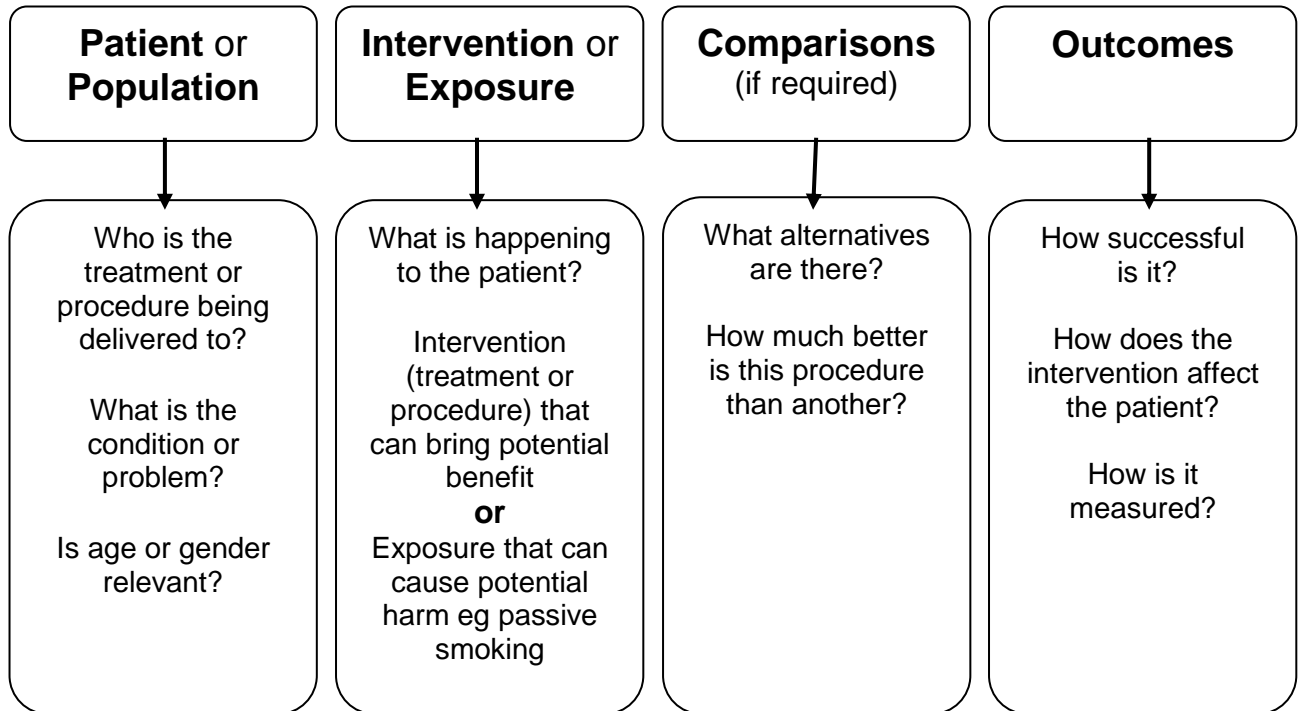 Patient or
Population
Who is the
treatment or
procedure being
delivered to?
What is the
condition or
problem?
Is age or gender
relevant?
Intervention or
Exposure
What is happening
to the patient?
Intervention
(treatment or
procedure) that
can bring potential
benefit
or
Exposure that can
cause potential
harm eg passive
smoking
Comparisons
(if required)
What alternatives
are there?
How much better
is this procedure
than another?
Outcomes
How successful
is it?
How does the
intervention affect
the patient?
How is it
measured?